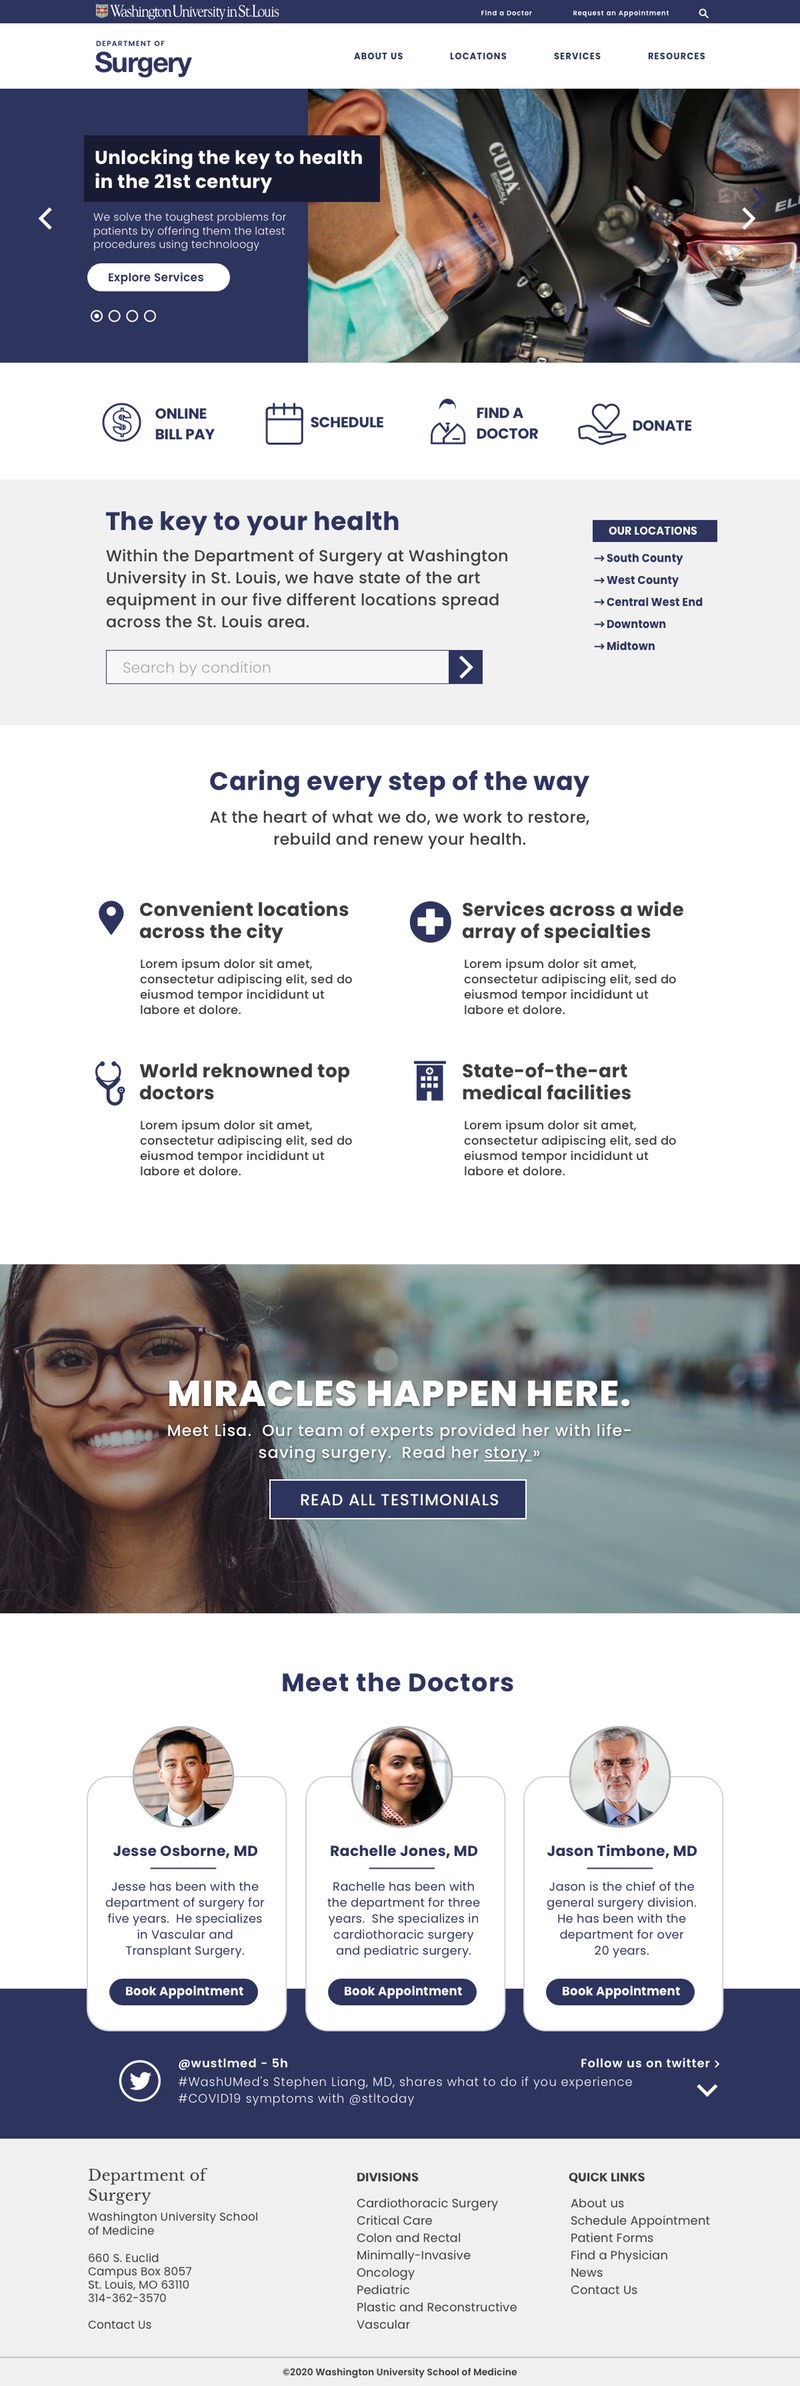 Washington University in St. Louis
Find a Doctor
Request an Appointment
DEPARTMENT OF
Surgery
ABOUT US
LOCATIONS
SERVICES
RESOURCES
Unlocking the key to health
in the 21st century
We solve the toughest problems for
patients by offering them the latest
procedures using technoloogy
Explore Services
CUDA
ONLINE
BILL PAY
SCHEDULE
FIND A
DOCTOR
DONATE
The key to your health
Within the Department of Surgery at Washington
University in St. Louis, we have state of the art
equipment in our five different locations spread
across the St. Louis area.
Search by condition
OUR LOCATIONS
→ South County
→ West County
→ Central West End
→ Downtown
→ Midtown
Caring every step of the way
At the heart of what we do, we work to restore,
rebuild and renew your health.
Convenient locations
across the city
Lorem ipsum dolor sit amet,
consectetur adipiscing elit, sed do
eiusmod tempor incididunt ut
labore et dolore.
Services across a wide
array of specialties
Lorem ipsum dolor sit amet,
consectetur adipiscing elit, sed do
eiusmod tempor incididunt ut
labore et dolore.
World reknowned top
doctors
Lorem ipsum dolor sit amet,
consectetur adipiscing elit, sed do
eiusmod tempor incididunt ut
labore et dolore.
State-of-the-art
medical facilities
Lorem ipsum dolor sit amet,
consectetur adipiscing elit, sed do
eiusmod tempor incididunt ut
labore et dolore.
MIRACLES HAPPEN HERE.
Meet Lisa. Our team of experts provided her with life-
saving surgery. Read her story »
READ ALL TESTIMONIALS
Meet the Doctors
Jesse Osborne, MD
Jesse has been with the
department of surgery for
five years. He specializes
in Vascular and
Transplant Surgery.
Book Appointment
Rachelle Jones, MD
Rachelle has been with
the department for three
years. She specializes in
cardiothoracic surgery
and pediatric surgery.
Book Appointment
Jason Timbone, MD
Jason is the chief of the
general surgery division.
He has been with the
department for over
20 years.
Book Appointment
@wustlmed - 5h
Follow us on twitter ›
#WashUMed's Stephen Liang, MD, shares what to do if you experience
#COVID19 symptoms with @stltoday
Department of
Surgery
Washington University School
of Medicine
660 S. Euclid
Campus Box 8057
St. Louis, MO 63110
314-362-3570
Contact Us
DIVISIONS
Cardiothoracic Surgery
Critical Care
Colon and Rectal
Minimally-Invasive
Oncology
Pediatric
Plastic and Reconstructive
Vascular
QUICK LINKS
About us
Schedule Appointment
Patient Forms
Find a Physician
News
Contact Us
©2020 Washington University School of Medicine